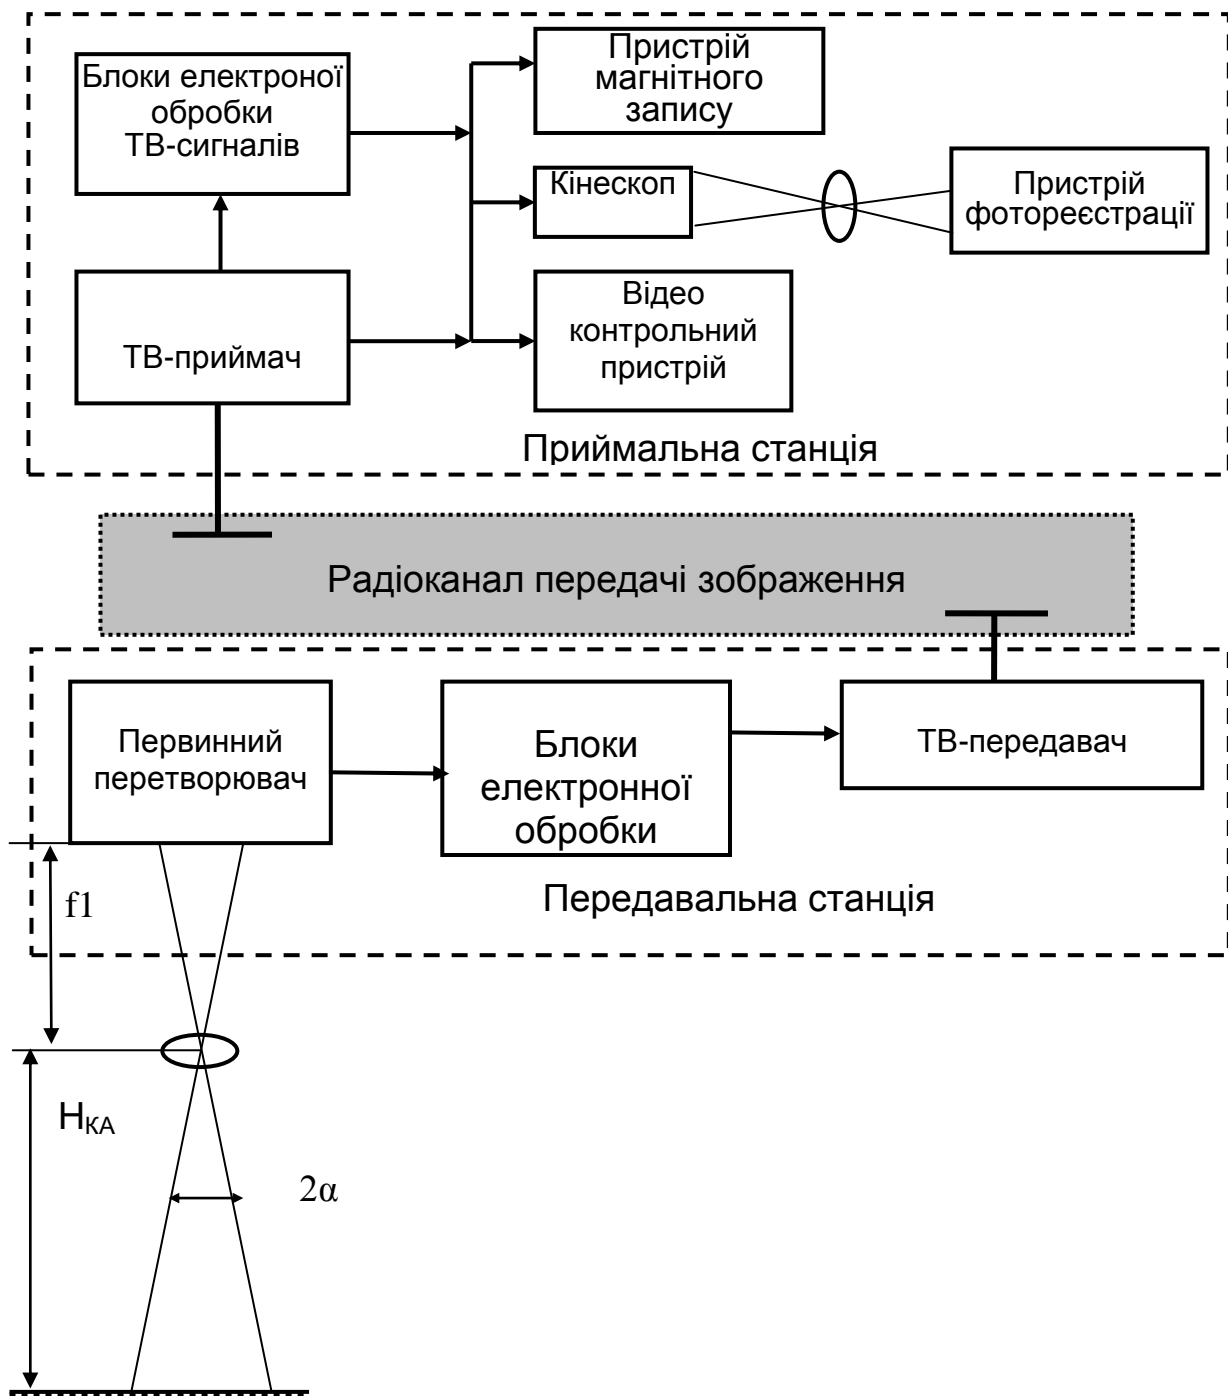 Блоки електроної
обробки
ТВ-сигналів
Пристрій
магнітного
запису
Кінескоп
Пристрій
фотореєстрації
ТВ-приймач
Відео
контрольний
пристрій
Приймальна станція
Радіоканал передачі зображення
Первинний
перетворювач
Блоки
електронної
обробки
ТВ-передавач
f1
Передавальна станція
НКА
2α